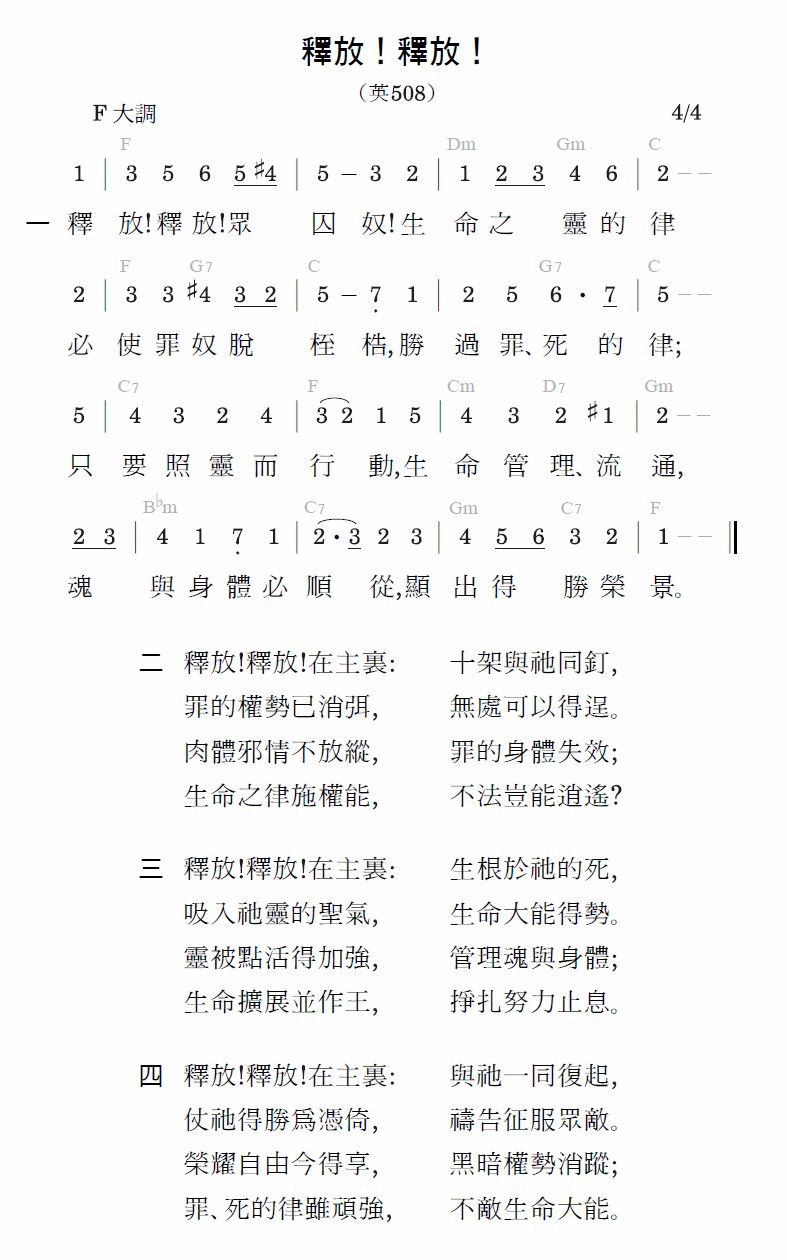 釋放！釋放！
（英508）
F 大調 4/4
F Dm Gm C
1 | 3 5 6 5 ♯4 | 5 – 3 2 | 1 2 3 4 6 | 2 – –
一 釋 放!釋 放!眾 囚 奴!生 命 之 靈 的 律
F G7 C G7 C
2 | 3 3 ♯4 3 2 | 5 – 7̣ 1 | 2 5 6 · 7 | 5 – –
必 使 罪 奴 脫 桎 梏,勝 過 罪、死 的 律;
C7 F Cm D7 Gm
5 | 4 3 2 4 | 3 2 1 5 | 4 3 2 ♯1 | 2 – –
只 要 照 靈 而 行 動,生 命 管 理、流 通,
B♭m C7 Gm C7 F
2 3 | 4 1 7̣ 1 | 2 · 3 2 3 | 4 5 6 3 2 | 1 – – ‖
魂 與 身 體 必 順 從,顯 出 得 勝 榮 景。
二 釋放!釋放!在主裏: 十架與祂同釘,
罪的權勢已消弭, 無處可以得逞。
肉體邪情不放縱, 罪的身體失效;
生命之律施權能, 不法豈能逍遙?
三 釋放!釋放!在主裏: 生根於祂的死,
吸入祂靈的聖氣, 生命大能得勢。
靈被點活得加強, 管理魂與身體;
生命擴展並作王, 掙扎努力止息。
四 釋放!釋放!在主裏: 與祂一同復起,
仗祂得勝爲憑倚, 禱告征服眾敵。
榮耀自由今得享, 黑暗權勢消蹤;
罪、死的律雖頑強, 不敵生命大能。